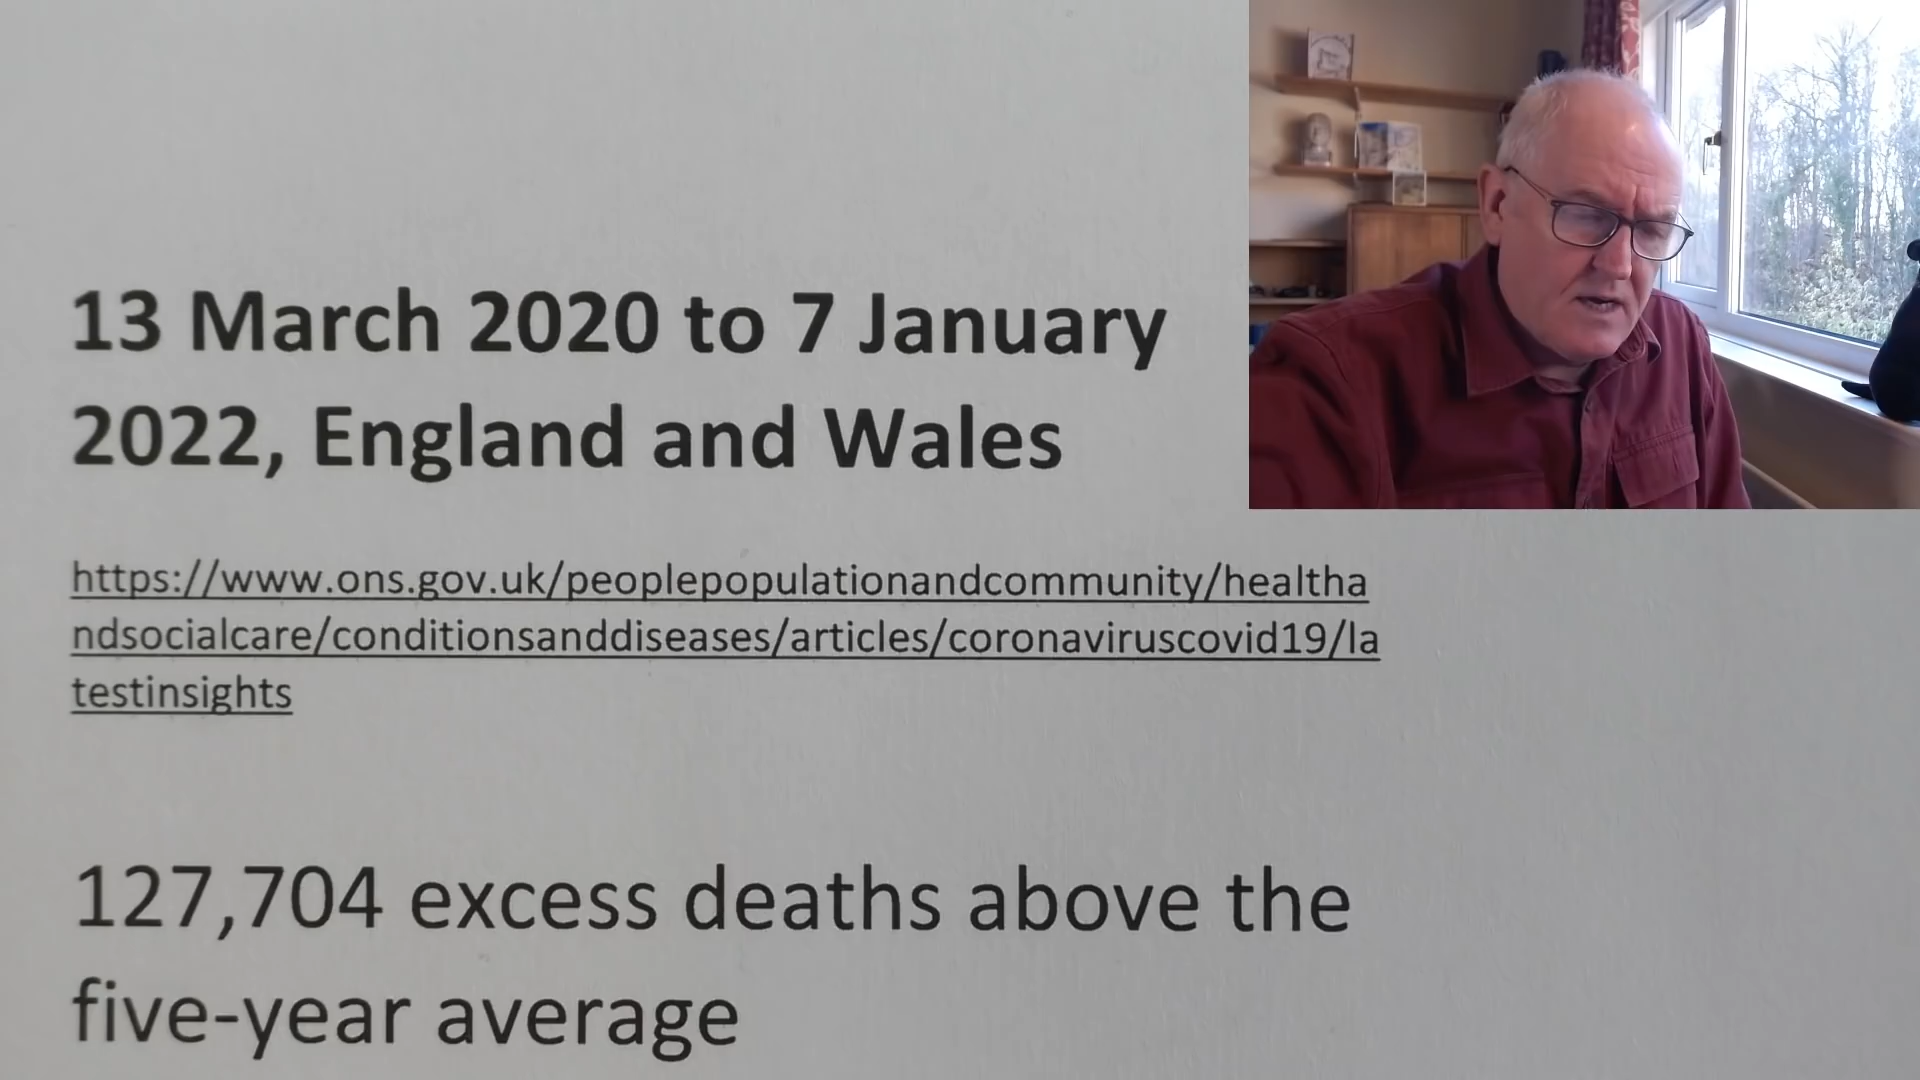 13 March 2020 to 7 January
2022, England and Wales
https://www.ons.gov.uk/peoplepopulationandcommunity/healtha
ndsocialcare/conditionsanddiseases/articles/coronaviruscovid19/la
testinsights
127,704 excess deaths above the
five-year average